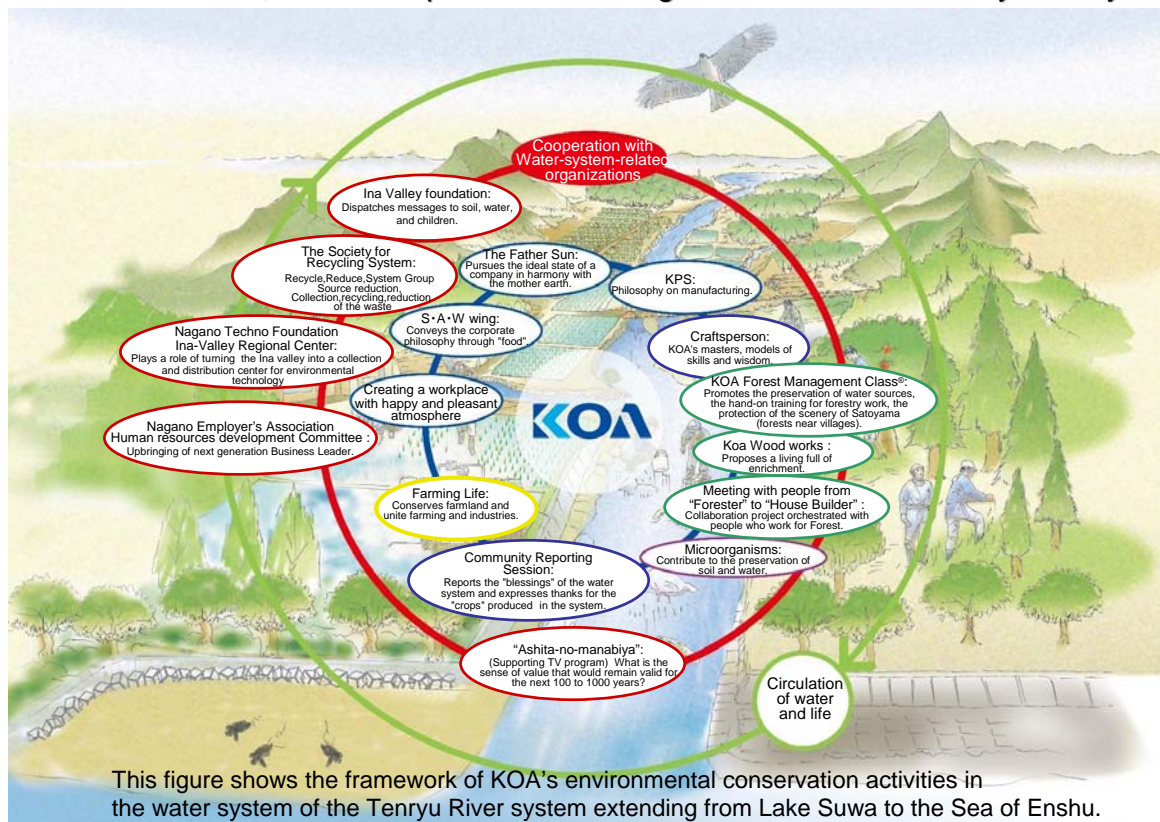 Cooperation with
Water-system-related
organizations
Ina Valley foundation:
Dispatches messages to soil, water,
and children.
The Society for
Recycling System:
Recycle,Reduce,System Group
Source reduction,
Collection,recycling,reduction
of the waste
The Father Sun:
Pursues the ideal state of a
company in harmony with
the mother earth.
KPS:
Philosophy on manufacturing.
S・A・W wing:
Conveys the corporate
philosophy through "food".
Nagano Techno Foundation
Ina-Valley Regional Center:
Plays a role of turning the Ina valley into a collection
and distribution center for environmental
technology
Craftsperson:
KOA's masters, models of
skills and wisdom.
Creating a workplace
with happy and pleasant
atmosphere
KOA
KOA Forest Management Class®:
Promotes the preservation of water sources,
the hand-on training for forestry work, the
protection of the scenery of Satoyama
(forests near villages).
Nagano Employer's Association
Human resources development Committee :
Upbringing of next generation Business Leader.
Koa Wood works :
Proposes a living full of
enrichment.
Farming Life:
Conserves farmland and
unite farming and industries.
Meeting with people from
"Forester" to "House Builder" :
Collaboration project orchestrated with
people who work for Forest.
Community Reporting
Session:
Reports the "blessings" of the water
system and expresses thanks for the
"crops" produced in the system.
Microorganisms:
Contribute to the preservation of
soil and water.
"Ashita-no-manabiya":
(Supporting TV program) What is the
sense of value that would remain valid for
the next 100 to 1000 years?
Circulation
of water
and life
This figure shows the framework of KOA's environmental conservation activities in
the water system of the Tenryu River system extending from Lake Suwa to the Sea of Enshu.